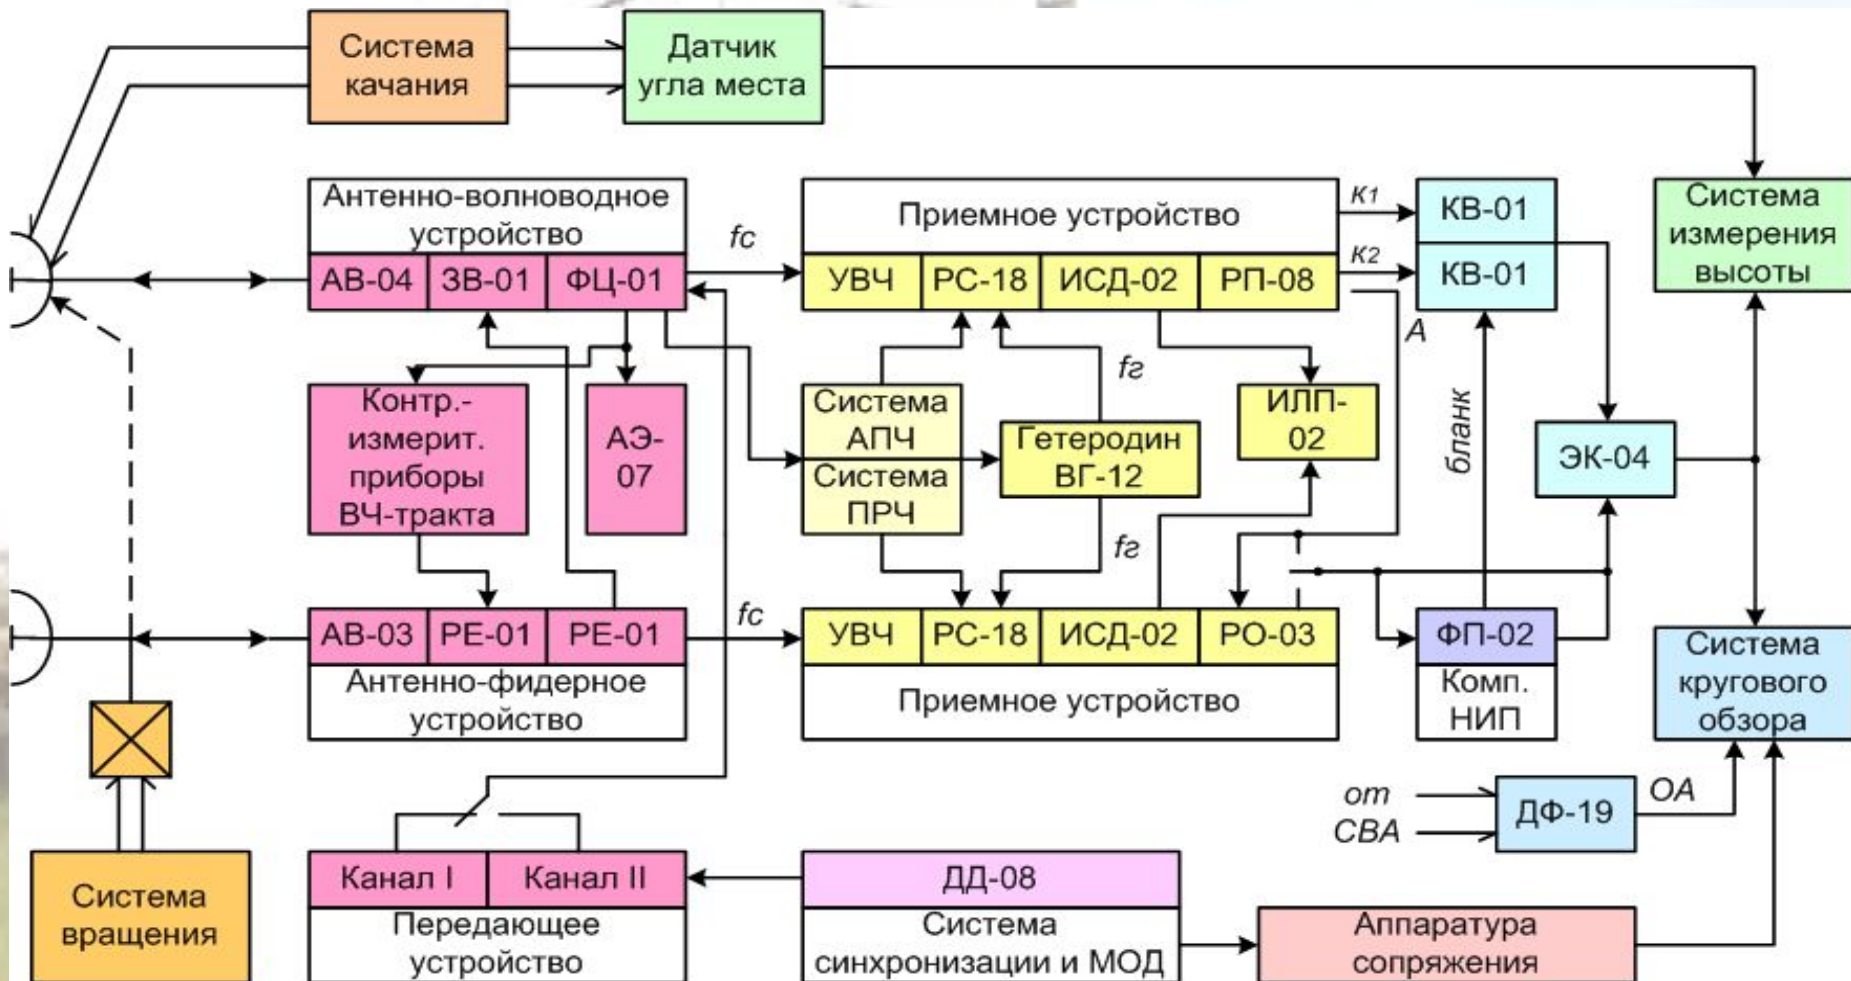 Система
качания
Датчик
угла места
Антенно-волноводное
устройство
АВ-04
ЗВ-01
ФЦ-01
fc
Приемное устройство
УВЧ
РС-18
ИСД-02
РП-08
К1
К2
КВ-01
КВ-01
Система
измерения
высоты
А
Контр.-
измерит.
приборы
ВЧ-тракта
АЭ-
07
Система
АПЧ
Система
ПРЧ
fг
Гетеродин
ВГ-12
fг
ИЛП-
02
бланк
ЭК-04
АВ-03
РЕ-01
РЕ-01
Антенно-фидерное
устройство
fc
УВЧ
РС-18
ИСД-02
РО-03
Приемное устройство
ФП-02
Комп.
НИП
Система
кругового
обзора
от
СВА
ДФ-19
ОА
Система
вращения
Канал I
Канал II
Передающее
устройство
ДД-08
Система
синхронизации и МОД
Аппаратура
сопряжения